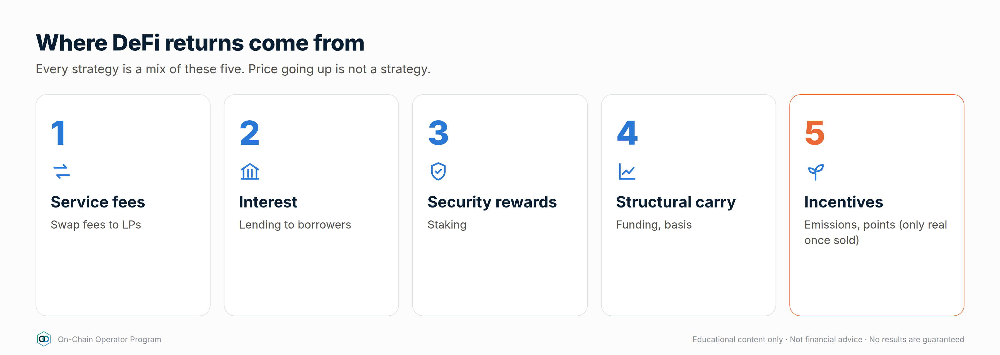 Where DeFi returns come from
Every strategy is a mix of these five. Price going up is not a strategy.
1
Service fees
Swap fees to LPs
2
Interest
Lending to borrowers
3
Security rewards
Staking
4
Structural carry
Funding, basis
5
Incentives
Emissions, points (only real
once sold)
On-Chain Operator Program
Educational content only · Not financial advice · No results are guaranteed